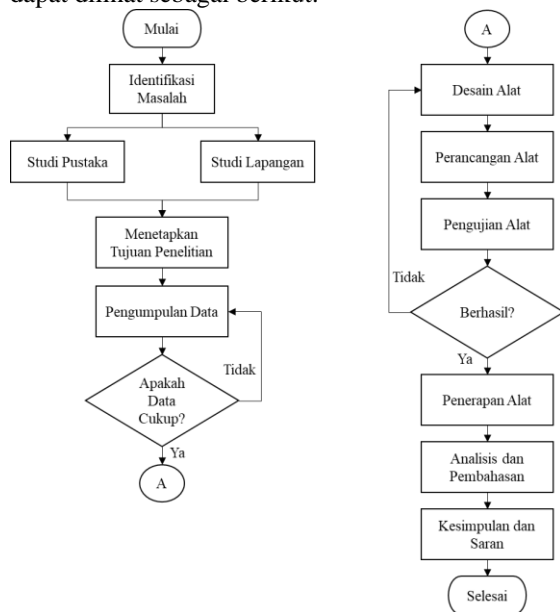 dapat dilihat sebagai berikut:
Mulai
Identifikasi
Masalah
Studi Pustaka
Studi Lapangan
Menetapkan
Tujuan Penelitian
Pengumpulan Data
Tidak
Apakah
Data
Cukup?
Ya
A
A
Desain Alat
Perancangan Alat
Pengujian Alat
Tidak
Berhasil?
Ya
Penerapan Alat
Analisis dan
Pembahasan
Kesimpulan dan
Saran
Selesai